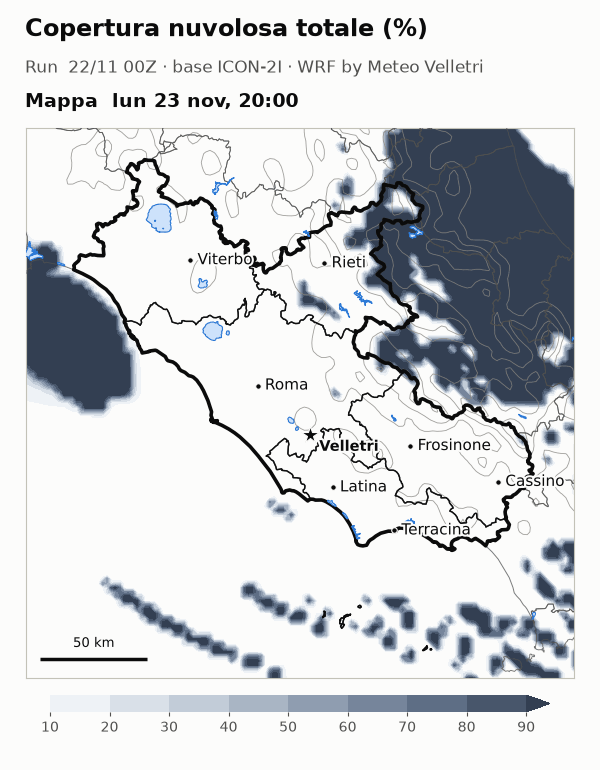 Copertura nuvolosa totale (%)
Run  22/11 00Z · base ICON-2I · WRF by Meteo Velletri
Mappa  lun 23 nov, 20:00
Viterbo
Rieti
Roma
Velletri
Frosinone
Cassino
Latina
Terracina
50 km
10 20 30 40 50 60 70 80 90